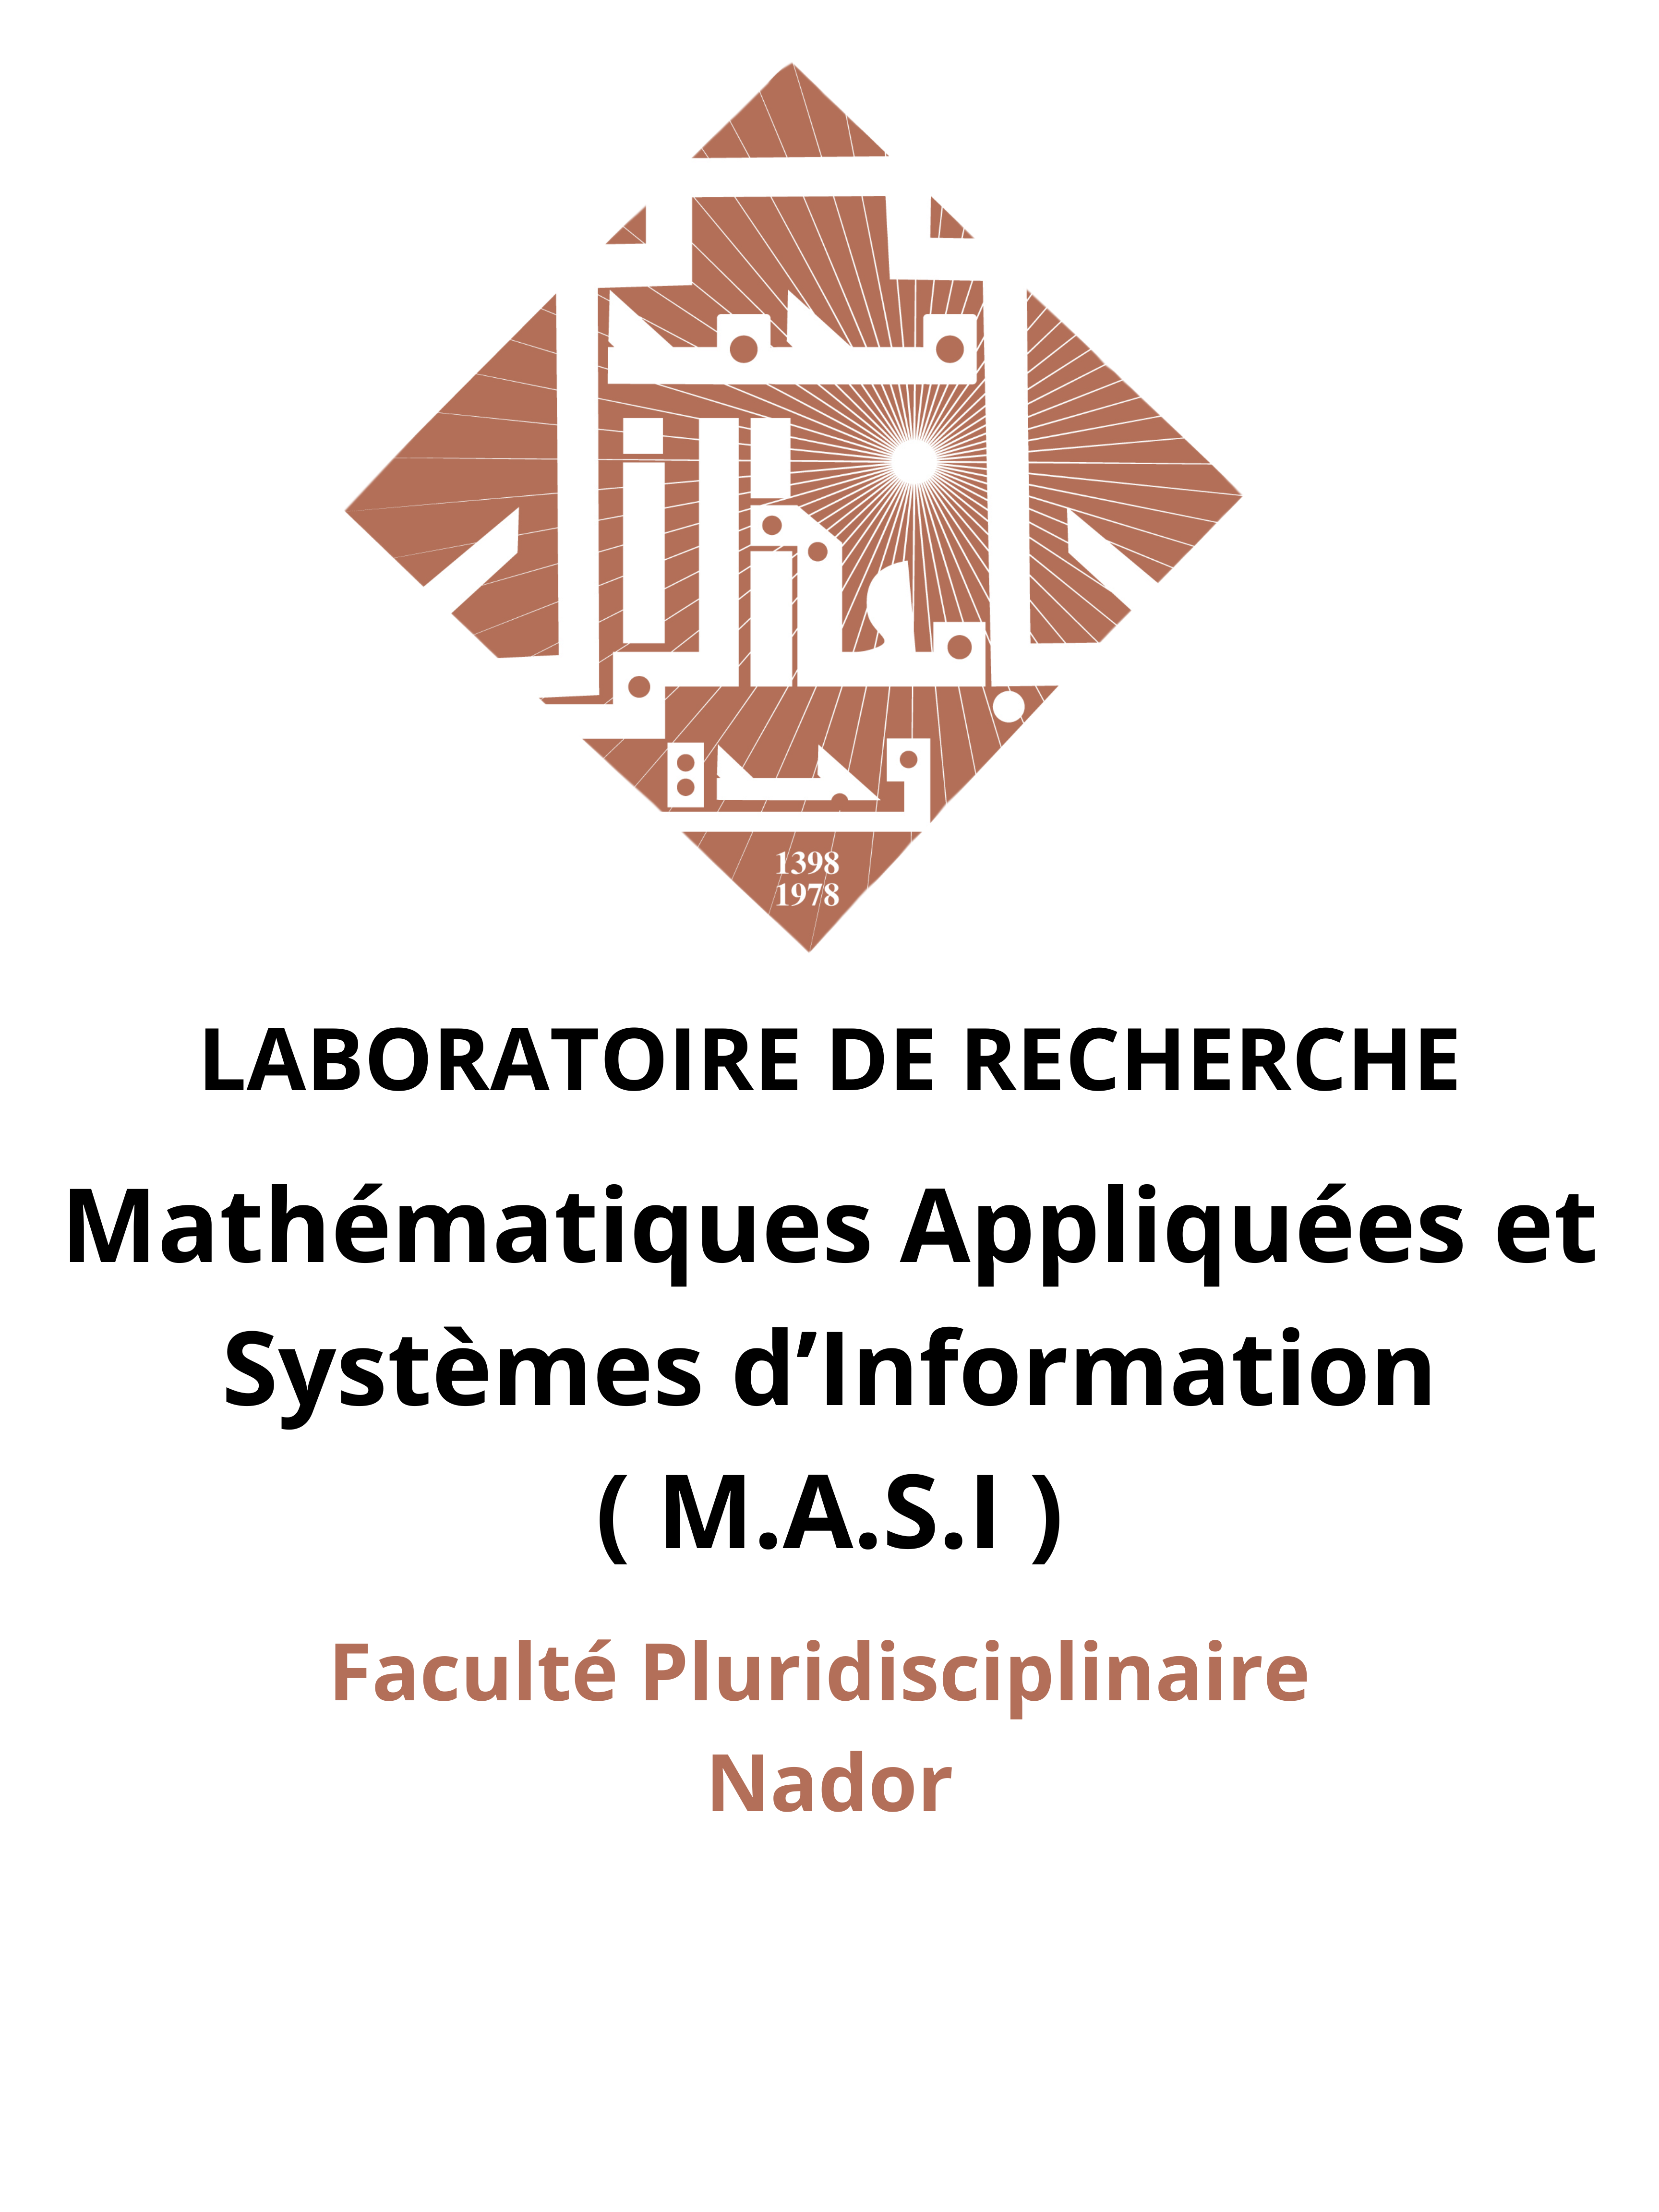 1398
1978
LABORATOIRE DE RECHERCHE
Mathématiques Appliquées et
Systèmes d’Information
( M.A.S.I )
Faculté Pluridisciplinaire
Nador